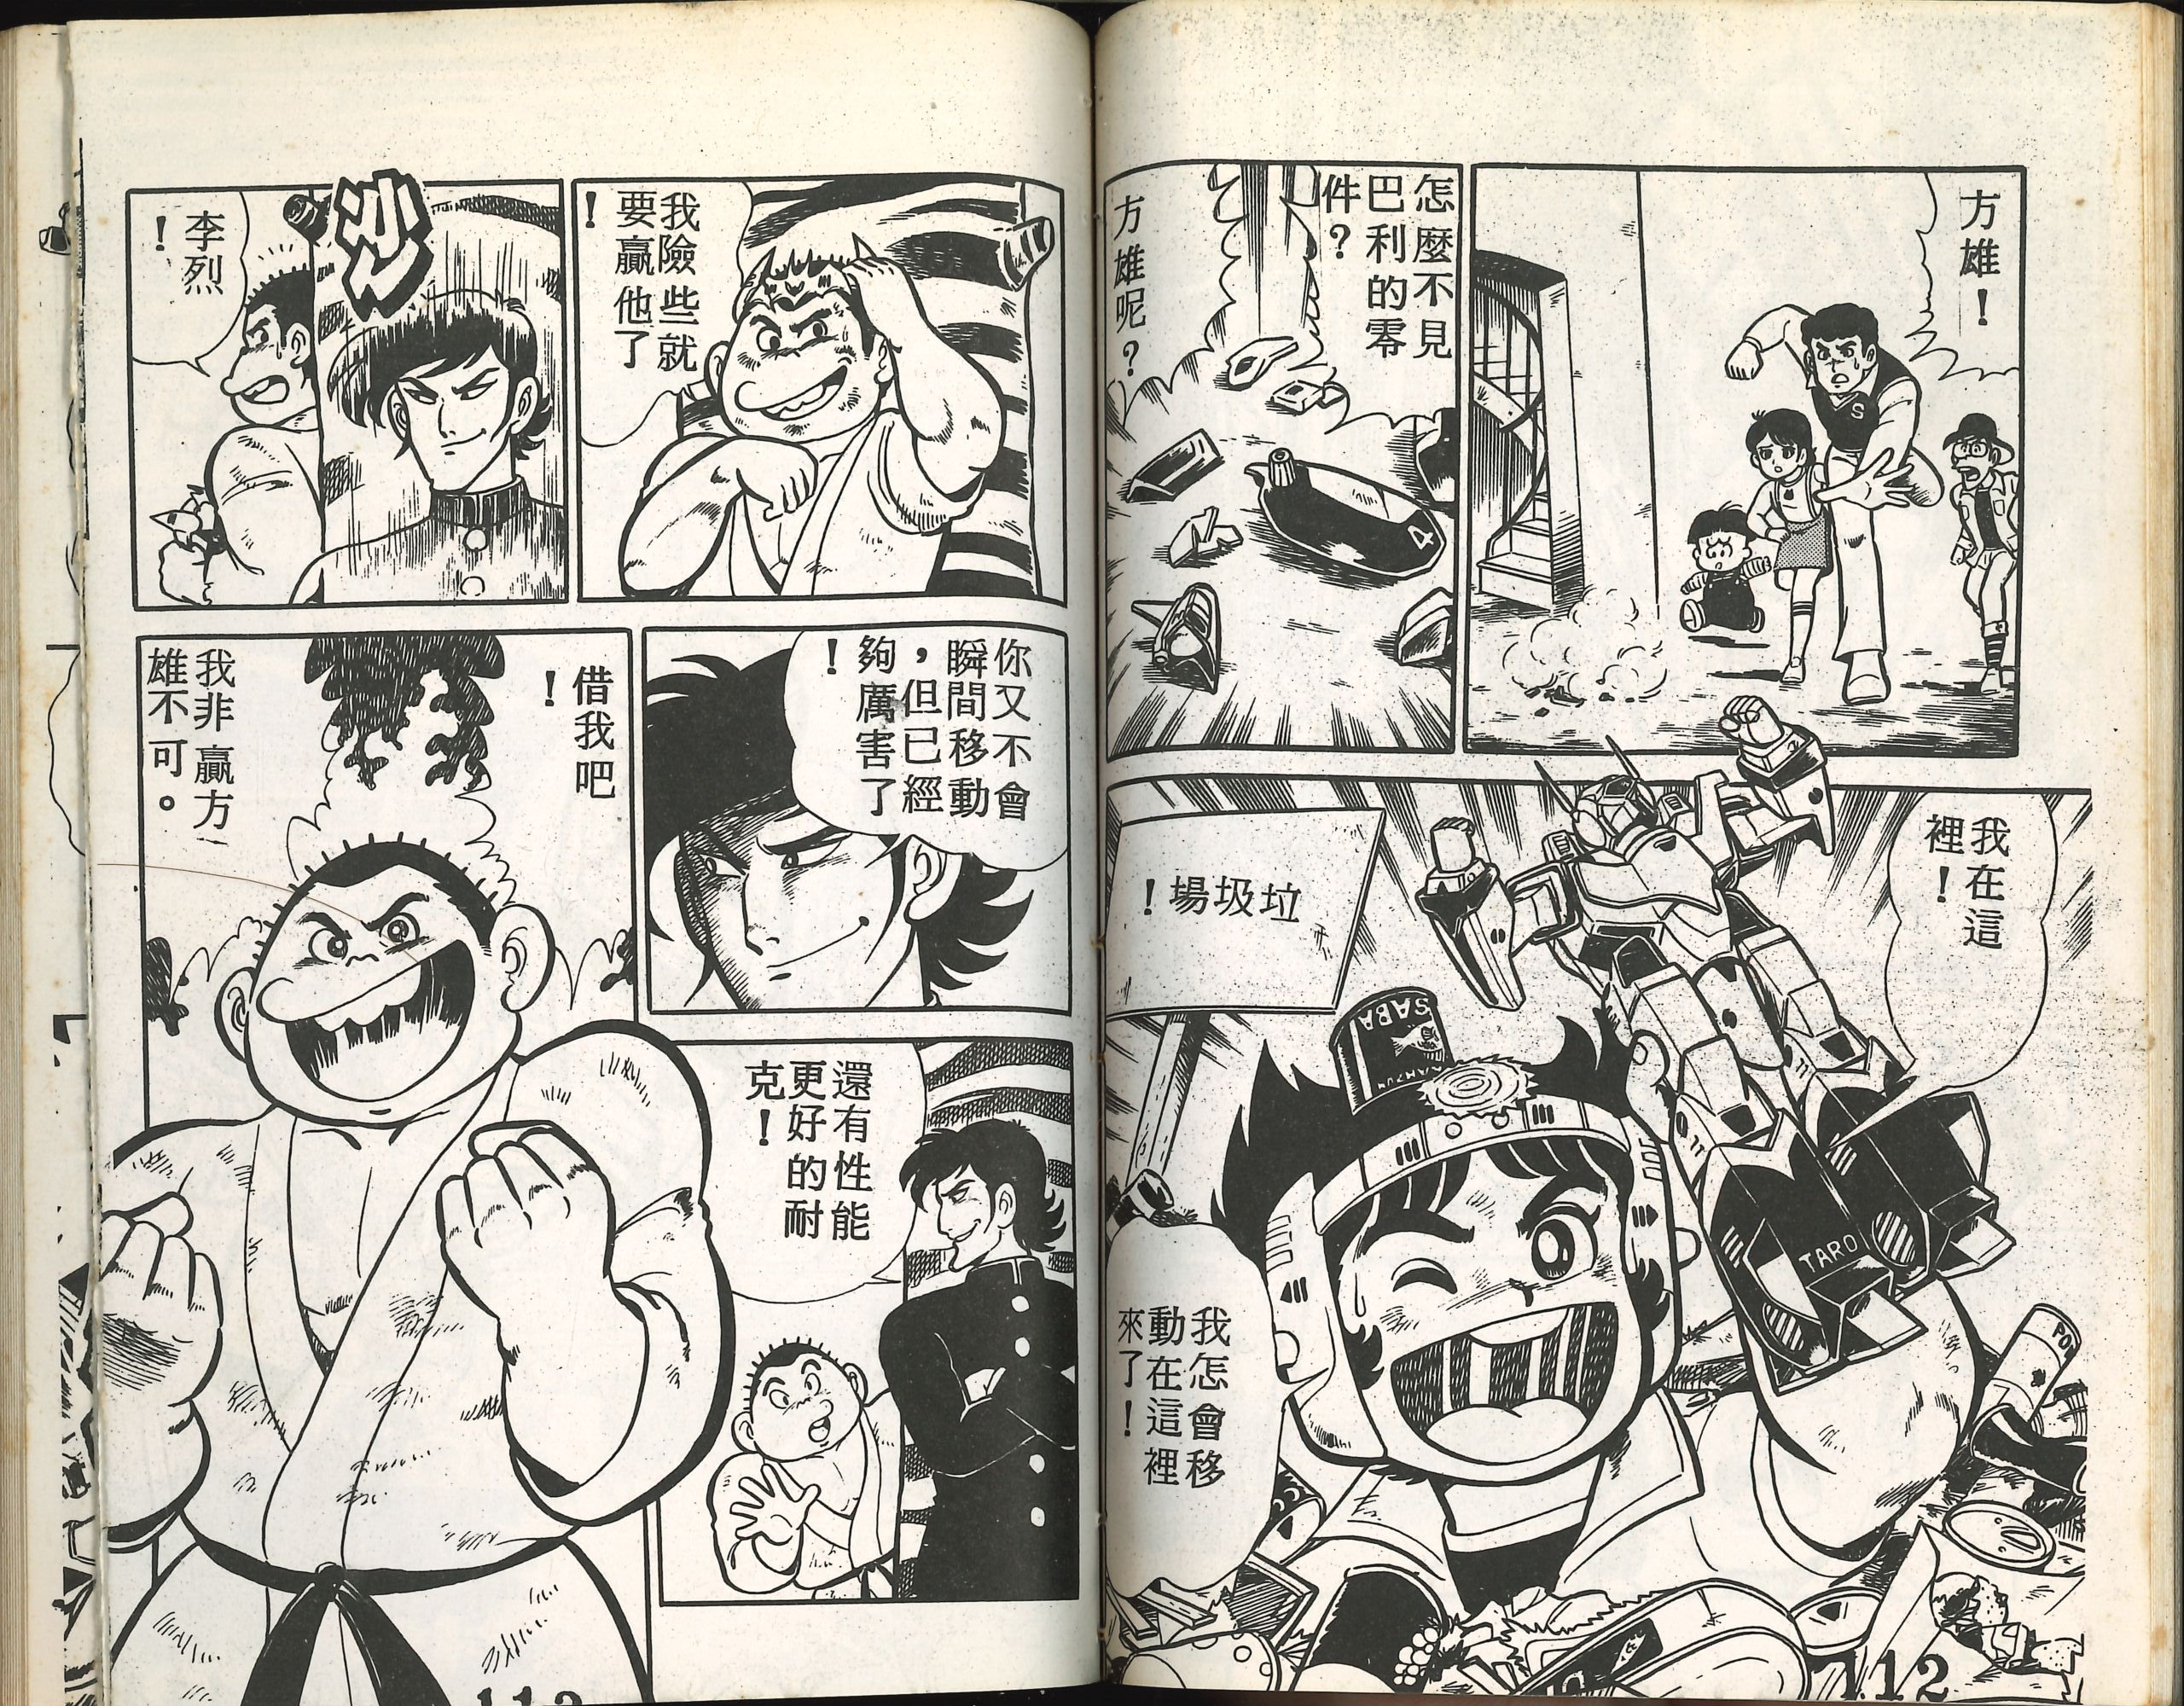 方雄！
S
怎麼不見
巴利的零
件？
方雄呢？
4
我在這
裡！
垃圾場！
SABA
TARO
11
11
PO
我怎會移
動在這裡
來了！
112
我險些就
要贏他了
！
沙
李烈
！
你又不會
瞬間移動
，但已經
夠厲害了
！
還有性能
更好的耐
克！
借我吧
！
我非贏方
雄不可。